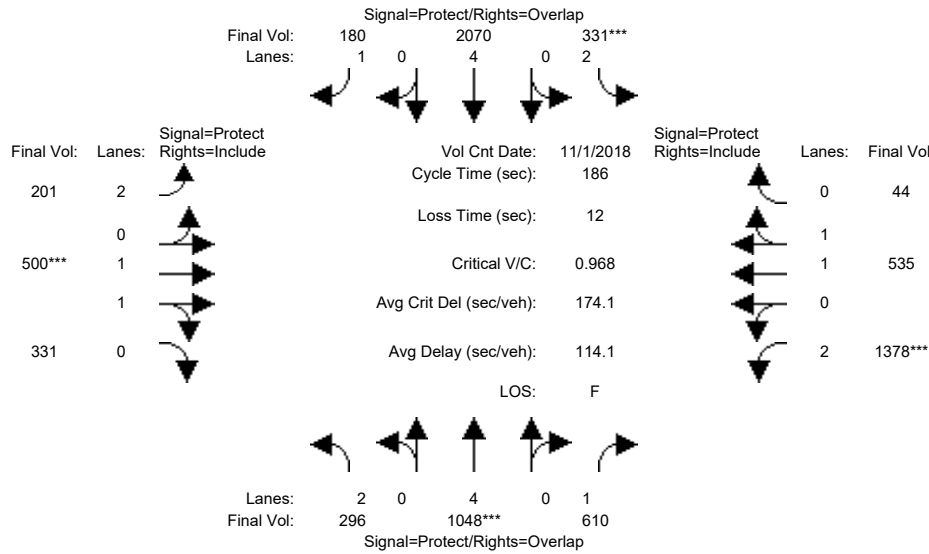 Signal=Protect/Rights=Overlap
Final Vol: 180 2070 331***
Lanes: 1 0 4 0 2
Signal=Protect Signal=Protect
Final Vol: Lanes: Rights=Include Vol Cnt Date: 11/1/2018 Rights=Include Lanes: Final Vol
Cycle Time (sec): 186
201 2 0 44
Loss Time (sec): 12
0 1
500*** 1 Critical V/C: 0.968 1 535
1 Avg Crit Del (sec/veh): 174.1 0
331 0 Avg Delay (sec/veh): 114.1 2 1378***
LOS: F
Lanes: 2 0 4 0 1
Final Vol: 296 1048*** 610
Signal=Protect/Rights=Overlap